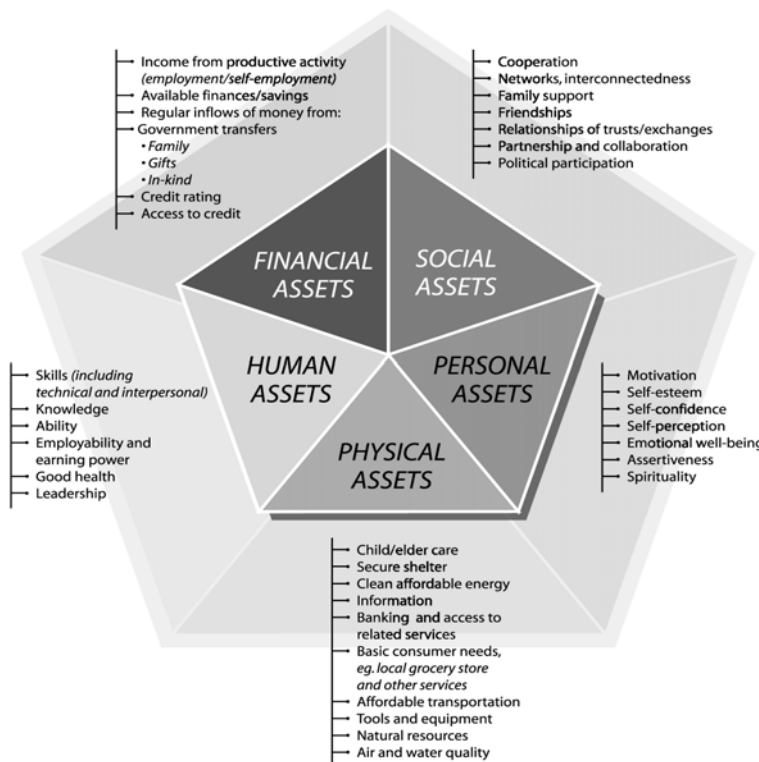 Income from productive activity
(employment/self-employment)
Available finances/savings
Regular inflows of money from:
Government transfers
• Family
• Gifts
• In-kind
Credit rating
Access to credit
Cooperation
Networks, interconnectedness
Family support
Friendships
Relationships of trusts/exchanges
Partnership and collaboration
Political participation
FINANCIAL
ASSETS
SOCIAL
ASSETS
HUMAN
ASSETS
PERSONAL
ASSETS
PHYSICAL
ASSETS
Skills (including
technical and interpersonal)
Knowledge
Ability
Employability and
earning power
Good health
Leadership
Motivation
Self-esteem
Self-confidence
Self-perception
Emotional well-being
Assertiveness
Spirituality
Child/elder care
Secure shelter
Clean affordable energy
Information
Banking and access to
related services
Basic consumer needs,
eg. local grocery store
and other services
Affordable transportation
Tools and equipment
Natural resources
Air and water quality